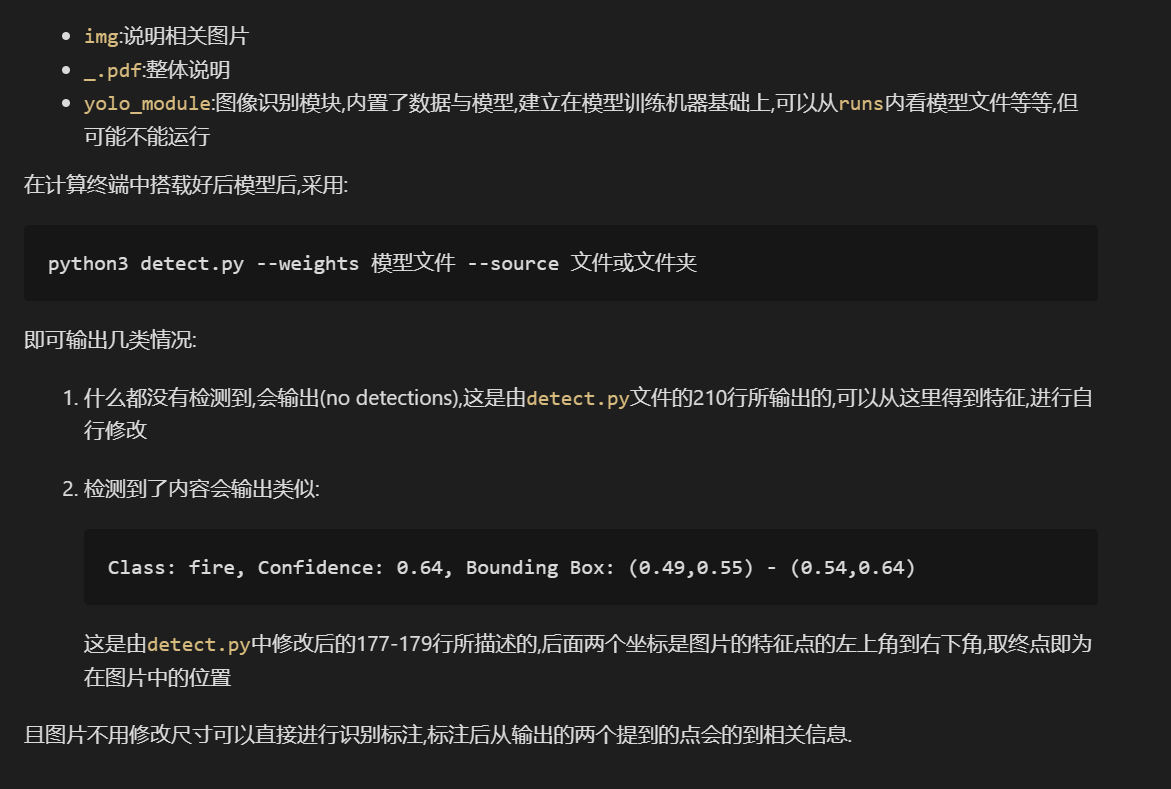 • img:说明相关图片
• _.pdf:整体说明
• yolo_module:图像识别模块,内置了数据与模型,建立在模型训练机器基础上,可以从runs内看模型文件等等,但
可能不能运行
在计算终端中搭载好后模型后,采用:
python3 detect.py --weights 模型文件 --source 文件或文件夹
即可输出几类情况:
1. 什么都没有检测到,会输出(no detections),这是由detect.py文件的210行所输出的,可以从这里得到特征,进行自
行修改
2. 检测到了内容会输出类似:
Class: fire, Confidence: 0.64, Bounding Box: (0.49,0.55) - (0.54,0.64)
这是由detect.py中修改后的177-179行所描述的,后面两个坐标是图片的特征点的左上角到右下角,取终点即为
在图片中的位置
且图片不用修改尺寸可以直接进行识别标注,标注后从输出的两个提到的点会的到相关信息.